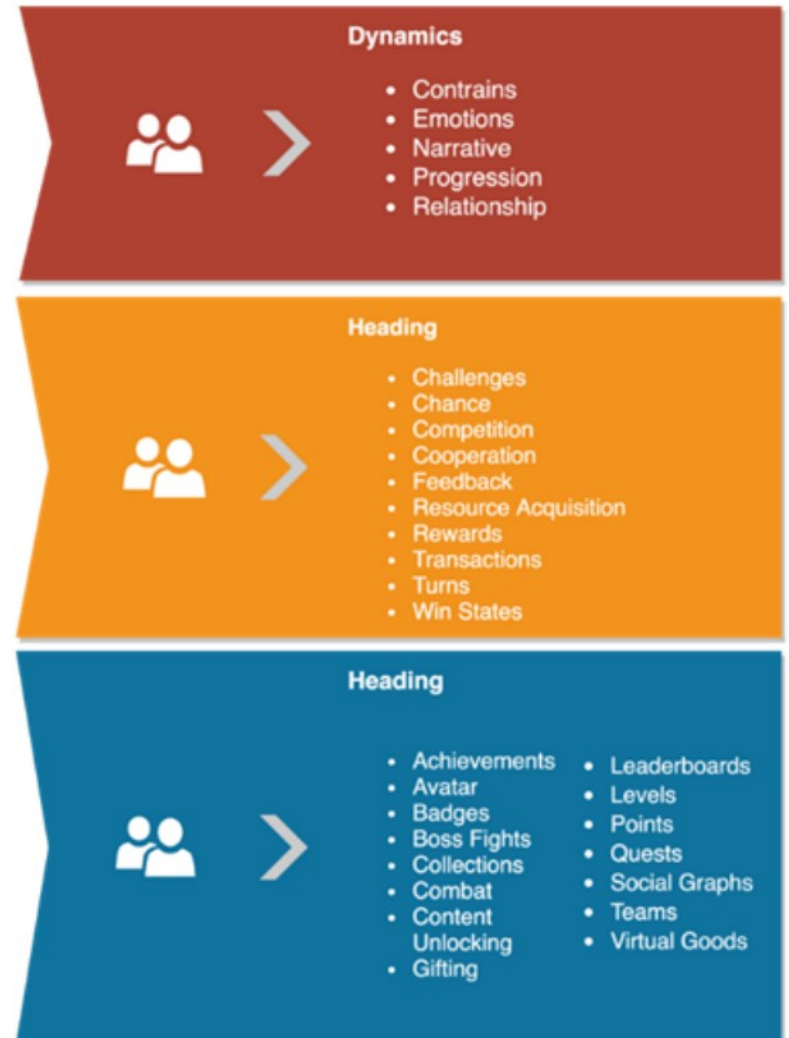 Dynamics
• Contrains
• Emotions
• Narrative
• Progression
• Relationship
Heading
• Challenges
• Chance
• Competition
• Cooperation
• Feedback
• Resource Acquisition
• Rewards
• Transactions
• Turns
• Win States
Heading
• Achievements
• Avatar
• Badges
• Boss Fights
• Collections
• Combat
• Content
Unlocking
• Gifting
• Leaderboards
• Levels
• Points
• Quests
• Social Graphs
• Teams
• Virtual Goods